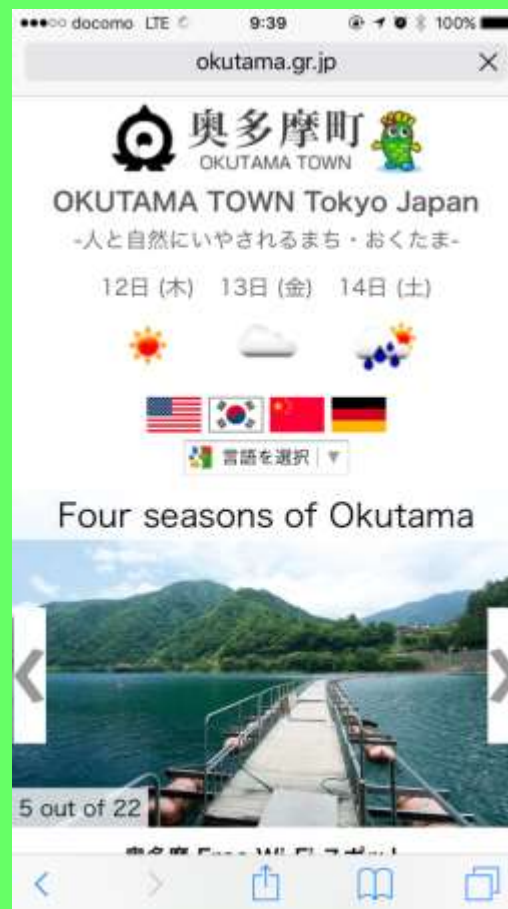 docomo LTE 9:39 100%
okutama.gr.jp
奥多摩町
OKUTAMA TOWN
OKUTAMA TOWN Tokyo Japan
-人と自然にいやされるまち・おくたま-
12日 (木) 13日 (金) 14日 (土)
言語を選択
Four seasons of Okutama
5 out of 22